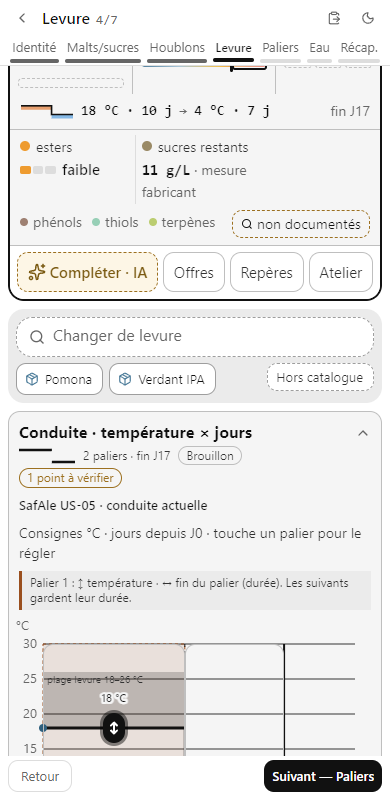 Levure 4/7
Identité Malts/sucres Houblons Levure Paliers Eau Récap.
18 °C · 10 j → 4 °C · 7 j fin J17
esters
faible
sucres restants
11 g/L · mesure
fabricant
phénols thiols terpènes non documentés
Compléter · IA Offres Repères Atelier
Changer de levure
Pomona Verdant IPA Hors catalogue
Conduite · température × jours
2 paliers · fin J17 Brouillon
1 point à vérifier
SafAle US-05 · conduite actuelle
Consignes °C · jours depuis J0 · touche un palier pour le
régler
Palier 1 : ↕ température · ↔ fin du palier (durée). Les suivants
gardent leur durée.
°C
30
25
plage levure 18–26 °C
18 °C
20
15
Retour Suivant — Paliers